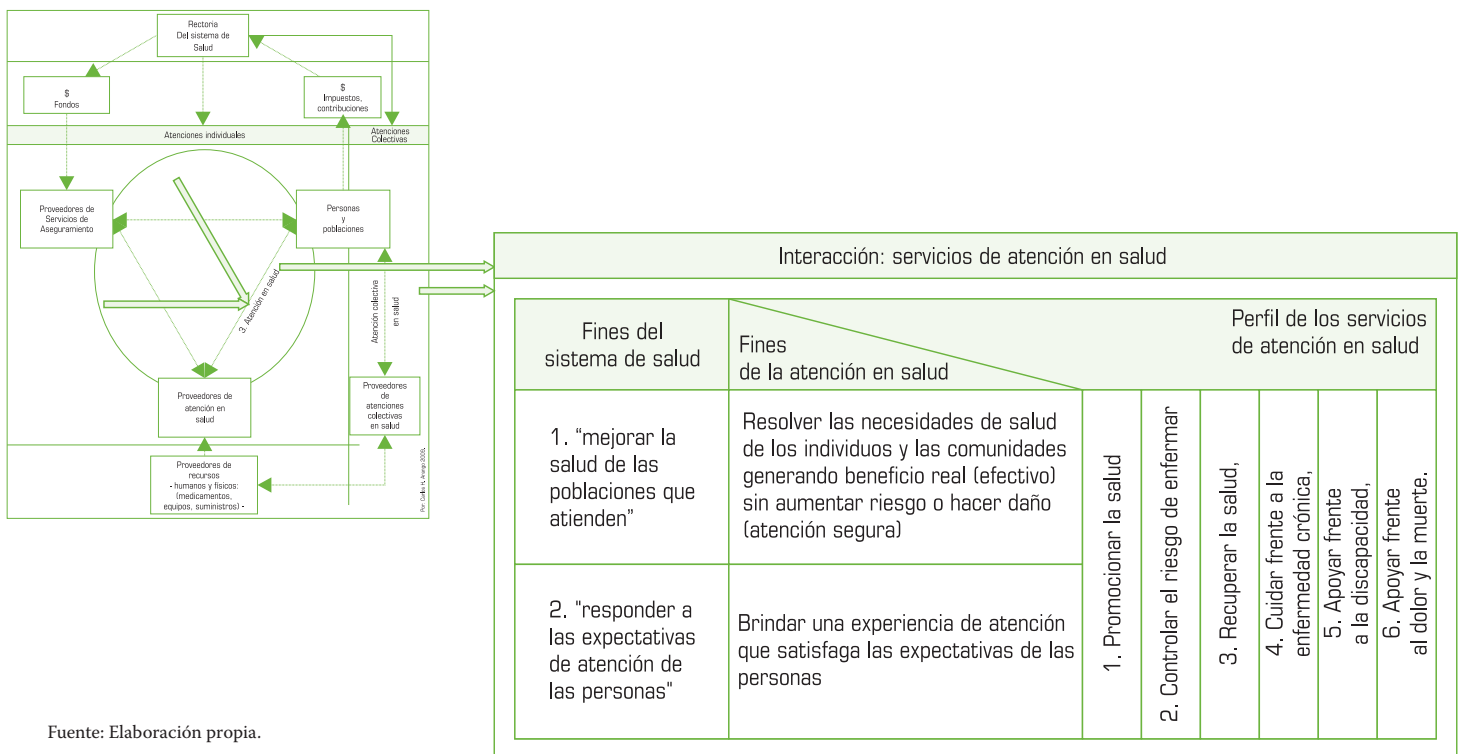 Rectoria
Del sistema de
Salud
$
Fondos
$
Impuestos,
contribuciones
Atenciones individuales
Atenciones
Colectivas
Proveedores de
Servicios de
Aseguramiento
Personas
y
poblaciones
3. Atención en salud
Atención colectiva
en salud
Proveedores de
atención en
salud
Proveedores
de
atenciones
colectivas
en salud
Proveedores de
recursos
- humanos y físicos:
(medicamentos,
equipos, suministros) -
Interacción: servicios de atención en salud
Fines del
sistema de salud
Fines
de la atención en salud
Perfil de los servicios
de atención en salud
1. “mejorar la
salud de las
poblaciones que
atienden”
Resolver las necesidades de salud
de los individuos y las comunidades
generando beneficio real (efectivo)
sin aumentar riesgo o hacer daño
(atención segura)
2. "responder a
las expectativas
de atención de
las personas"
Brindar una experiencia de atención
que satisfaga las expectativas de las
personas
1. Promocionar la salud
2. Controlar el riesgo de enfermar
3. Recuperar la salud,
4. Cuidar frente a la
enfermedad crónica,
5. Apoyar frente
a la discapacidad,
6. Apoyar frente
al dolor y la muerte.
Fuente: Elaboración propia.